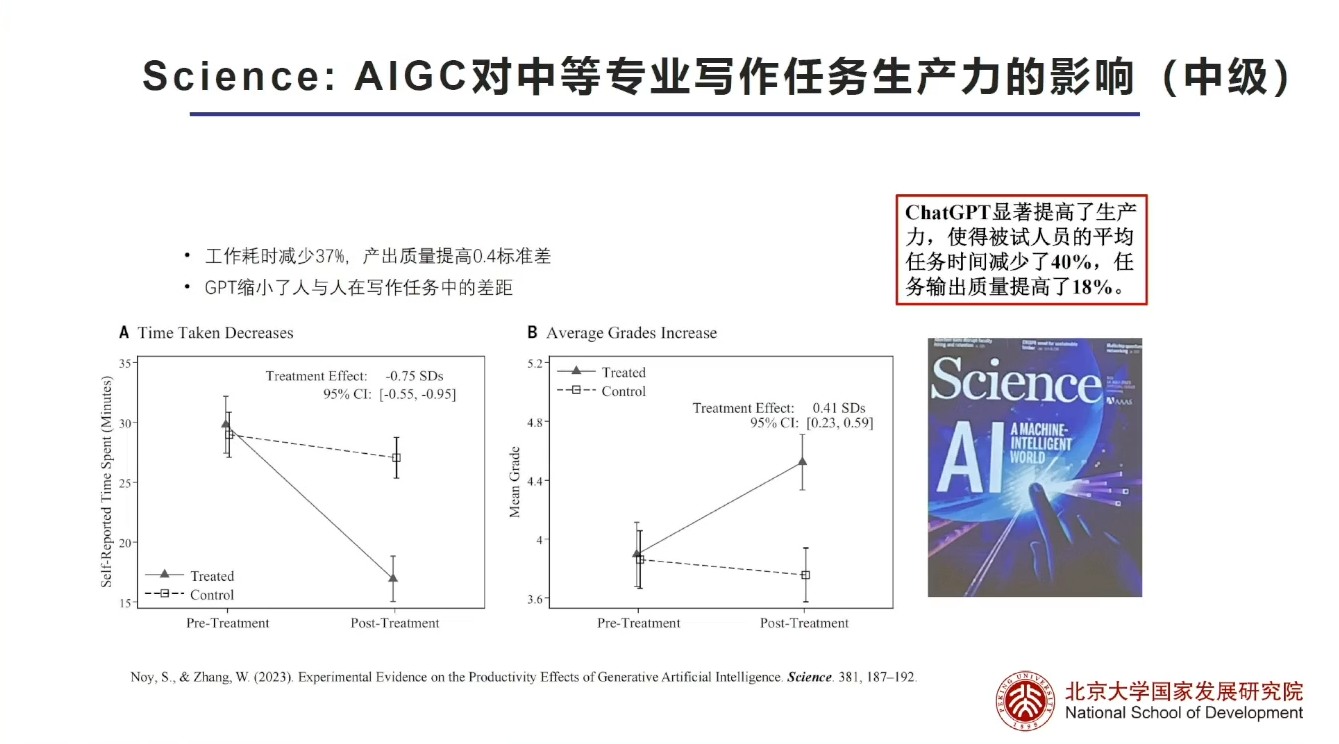 Science: AIGC对中等专业写作任务生产力的影响（中级）
• 工作耗时减少37%，产出质量提高0.4标准差
• GPT缩小了人与人在写作任务中的差距
ChatGPT显著提高了生产
力，使得被试人员的平均
任务时间减少了40%，任
务输出质量提高了18%。
A Time Taken Decreases
Self-Reported Time Spent (Minutes)
35
30
25
20
15
Treatment Effect: -0.75 SDs
95% CI: [-0.55, -0.95]
Treated
Control
Pre-Treatment
Post-Treatment
B Average Grades Increase
Mean Grade
5.2
4.8
4.4
4
3.6
Treated
Control
Treatment Effect: 0.41 SDs
95% CI: [0.23, 0.59]
Pre-Treatment
Post-Treatment
Science
AAAS
AI
A MACHINE-
INTELLIGENT
WORLD
Noy, S., & Zhang, W. (2023). Experimental Evidence on the Productivity Effects of Generative Artificial Intelligence. Science. 381, 187–192.
PEKING UNIVERSITY
1898
北京大学国家发展研究院
National School of Development